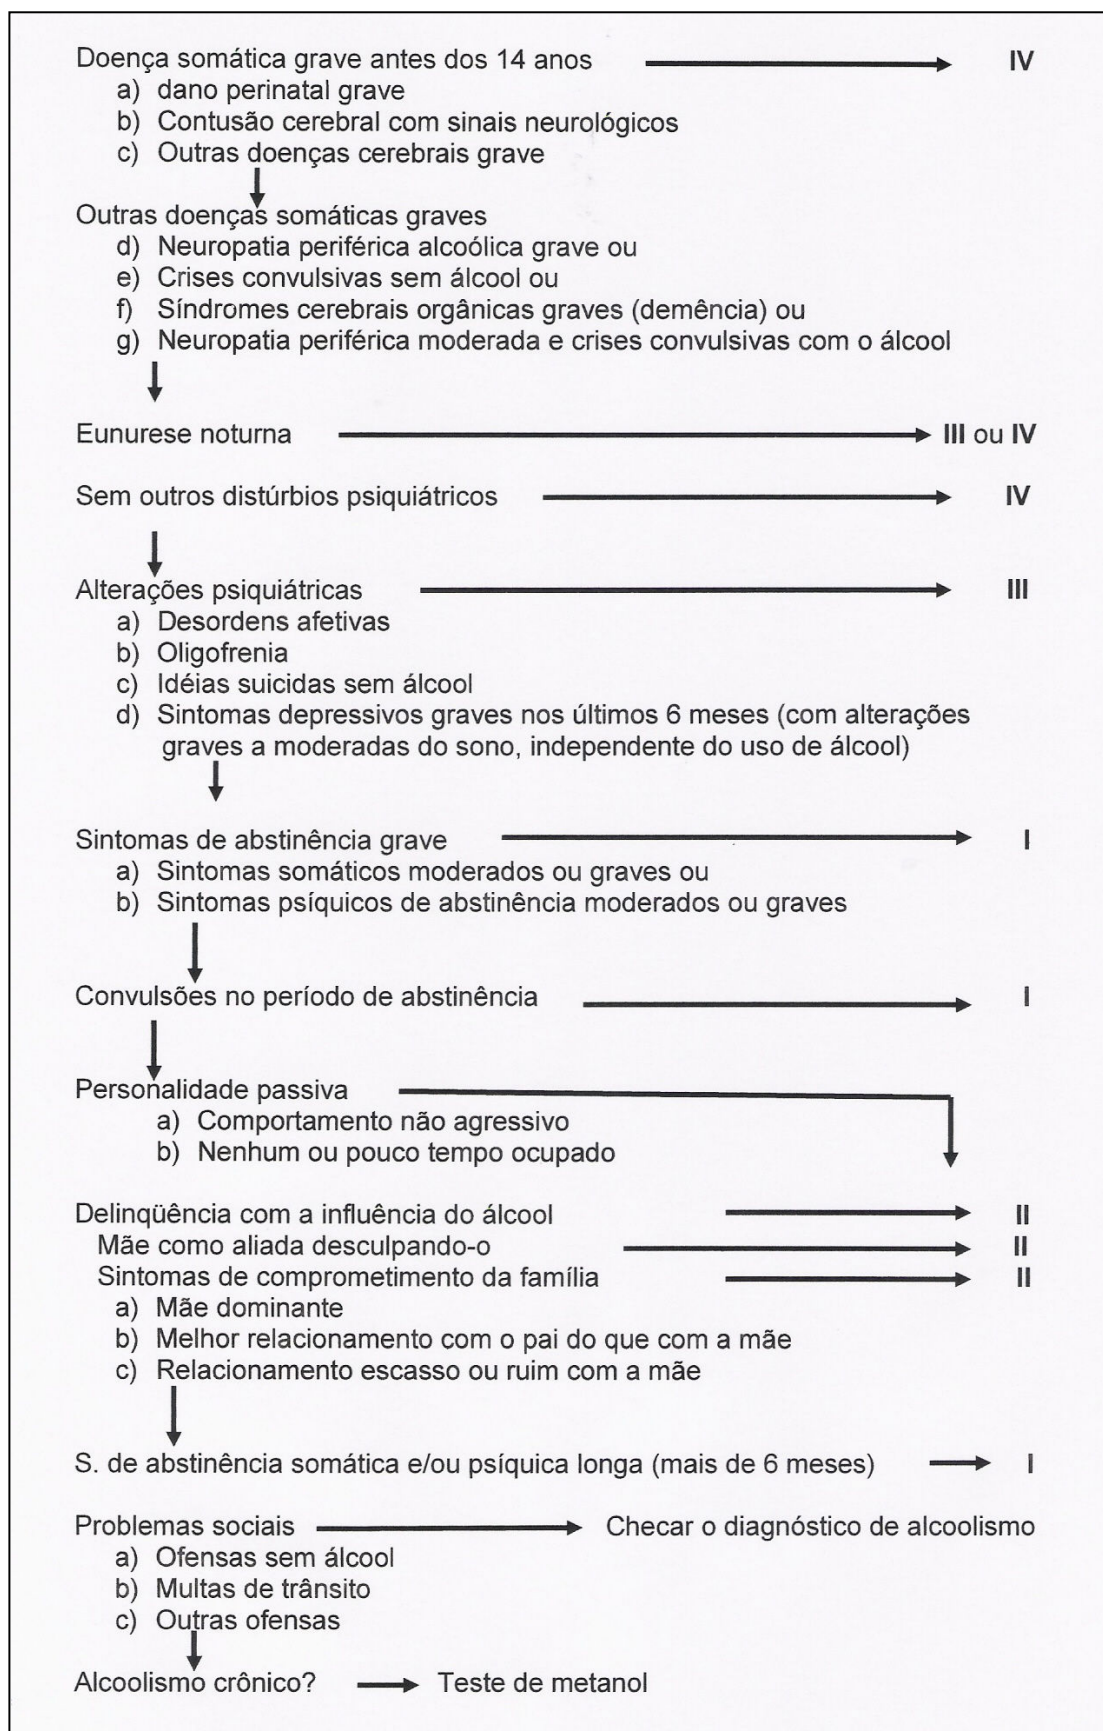 Doença somática grave antes dos 14 anos IV
a) dano perinatal grave
b) Contusão cerebral com sinais neurológicos
c) Outras doenças cerebrais grave
Outras doenças somáticas graves
d) Neuropatia periférica alcoólica grave ou
e) Crises convulsivas sem álcool ou
f) Síndromes cerebrais orgânicas graves (demência) ou
g) Neuropatia periférica moderada e crises convulsivas com o álcool
Eunurese noturna III ou IV
Sem outros distúrbios psiquiátricos IV
Alterações psiquiátricas III
a) Desordens afetivas
b) Oligofrenia
c) Idéias suicidas sem álcool
d) Sintomas depressivos graves nos últimos 6 meses (com alterações
graves a moderadas do sono, independente do uso de álcool)
Sintomas de abstinência grave I
a) Sintomas somáticos moderados ou graves ou
b) Sintomas psíquicos de abstinência moderados ou graves
Convulsões no período de abstinência I
Personalidade passiva
a) Comportamento não agressivo
b) Nenhum ou pouco tempo ocupado
Delinqüência com a influência do álcool II
Mãe como aliada desculpando-o II
Sintomas de comprometimento da família II
a) Mãe dominante
b) Melhor relacionamento com o pai do que com a mãe
c) Relacionamento escasso ou ruim com a mãe
S. de abstinência somática e/ou psíquica longa (mais de 6 meses) I
Problemas sociais Checar o diagnóstico de alcoolismo
a) Ofensas sem álcool
b) Multas de trânsito
c) Outras ofensas
Alcoolismo crônico? Teste de metanol